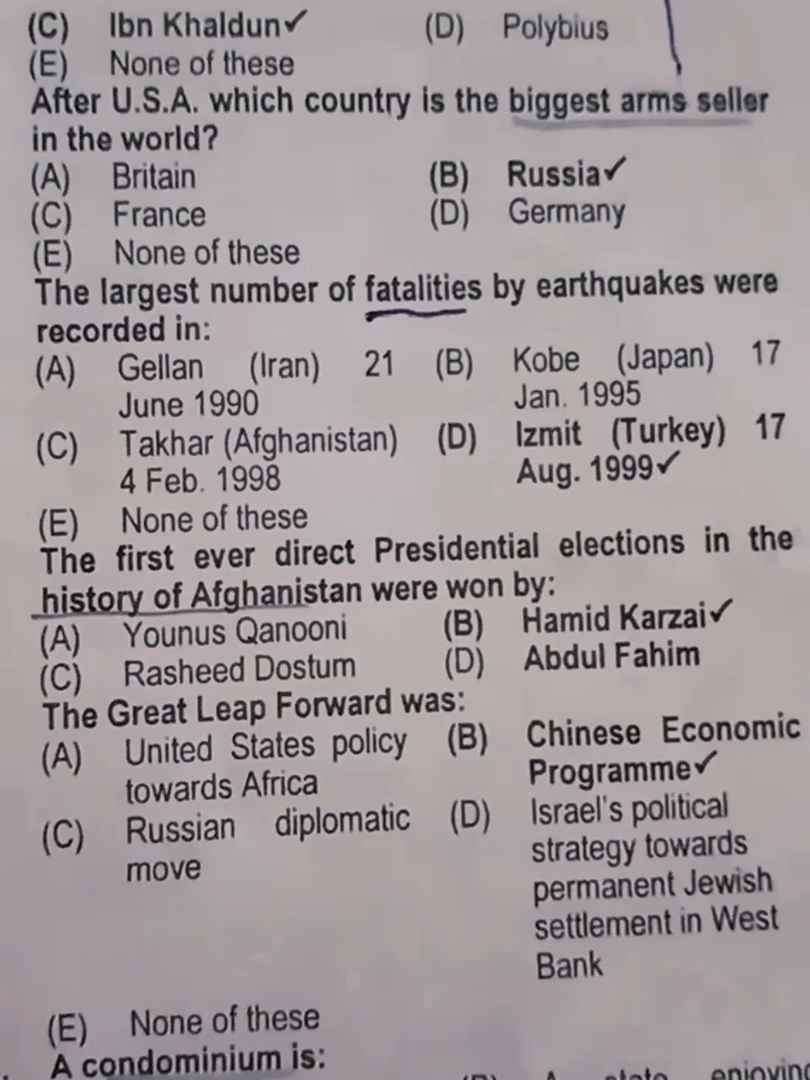 (C) Ibn Khaldun✓ (D) Polybius
(E) None of these
After U.S.A. which country is the biggest arms seller
in the world?
(A) Britain (B) Russia✓
(C) France (D) Germany
(E) None of these
The largest number of fatalities by earthquakes were
recorded in:
(A) Gellan (Iran) 21 (B) Kobe (Japan) 17
June 1990 Jan. 1995
(C) Takhar (Afghanistan) (D) Izmit (Turkey) 17
4 Feb. 1998 Aug. 1999✓
(E) None of these
The first ever direct Presidential elections in the
history of Afghanistan were won by:
(A) Younus Qanooni (B) Hamid Karzai✓
(C) Rasheed Dostum (D) Abdul Fahim
The Great Leap Forward was:
(A) United States policy (B) Chinese Economic
towards Africa Programme✓
(C) Russian diplomatic (D) Israel's political
move strategy towards
permanent Jewish
settlement in West
Bank
(E) None of these
A condominium is:
A state enjoying